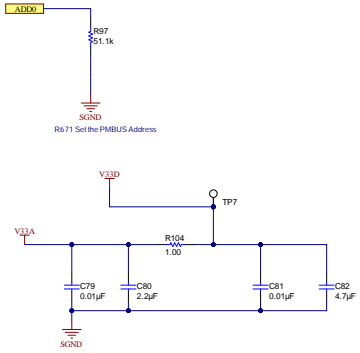 ADD0
R97
51.1k
SGND
R671 Set the PMBUS Address
V33D
TP7
V33A
R104
1.00
C79
0.01µF
C80
2.2µF
C81
0.01µF
C82
4.7µF
SGND